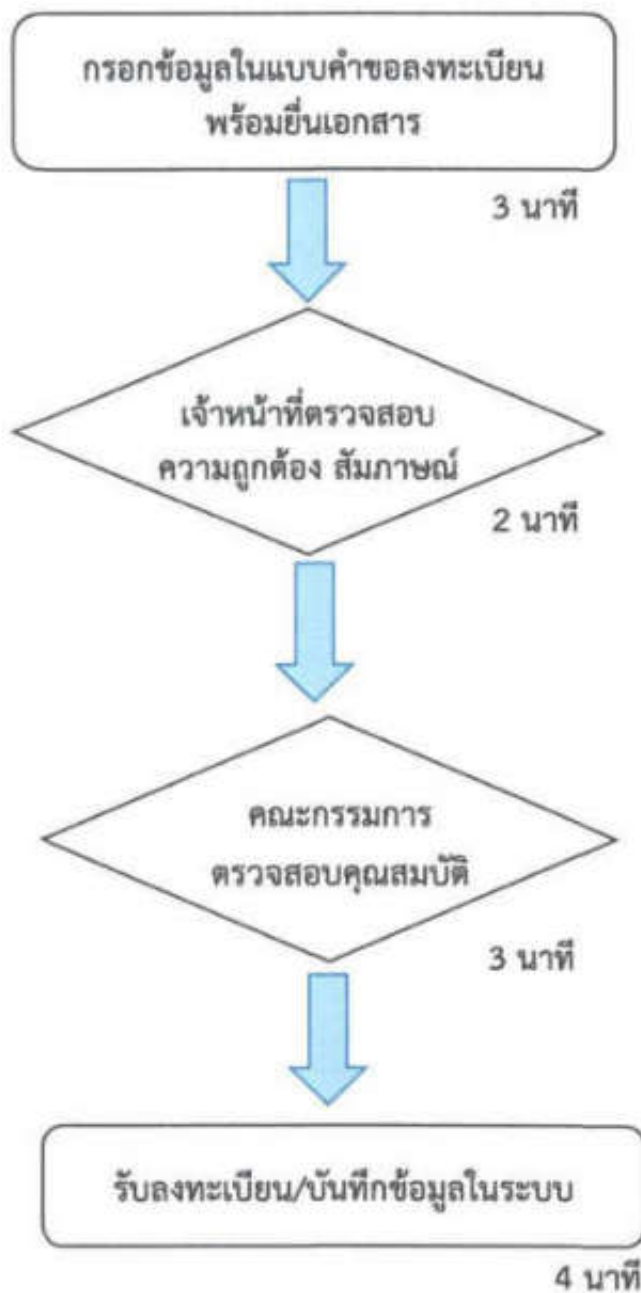 กรอกข้อมูลในแบบคำขอลงทะเบียน
พร้อมยื่นเอกสาร
3 นาที
เจ้าหน้าที่ตรวจสอบ
ความถูกต้อง สัมภาษณ์
2 นาที
คณะกรรมการ
ตรวจสอบคุณสมบัติ
3 นาที
รับลงทะเบียน/บันทึกข้อมูลในระบบ
4 นาที